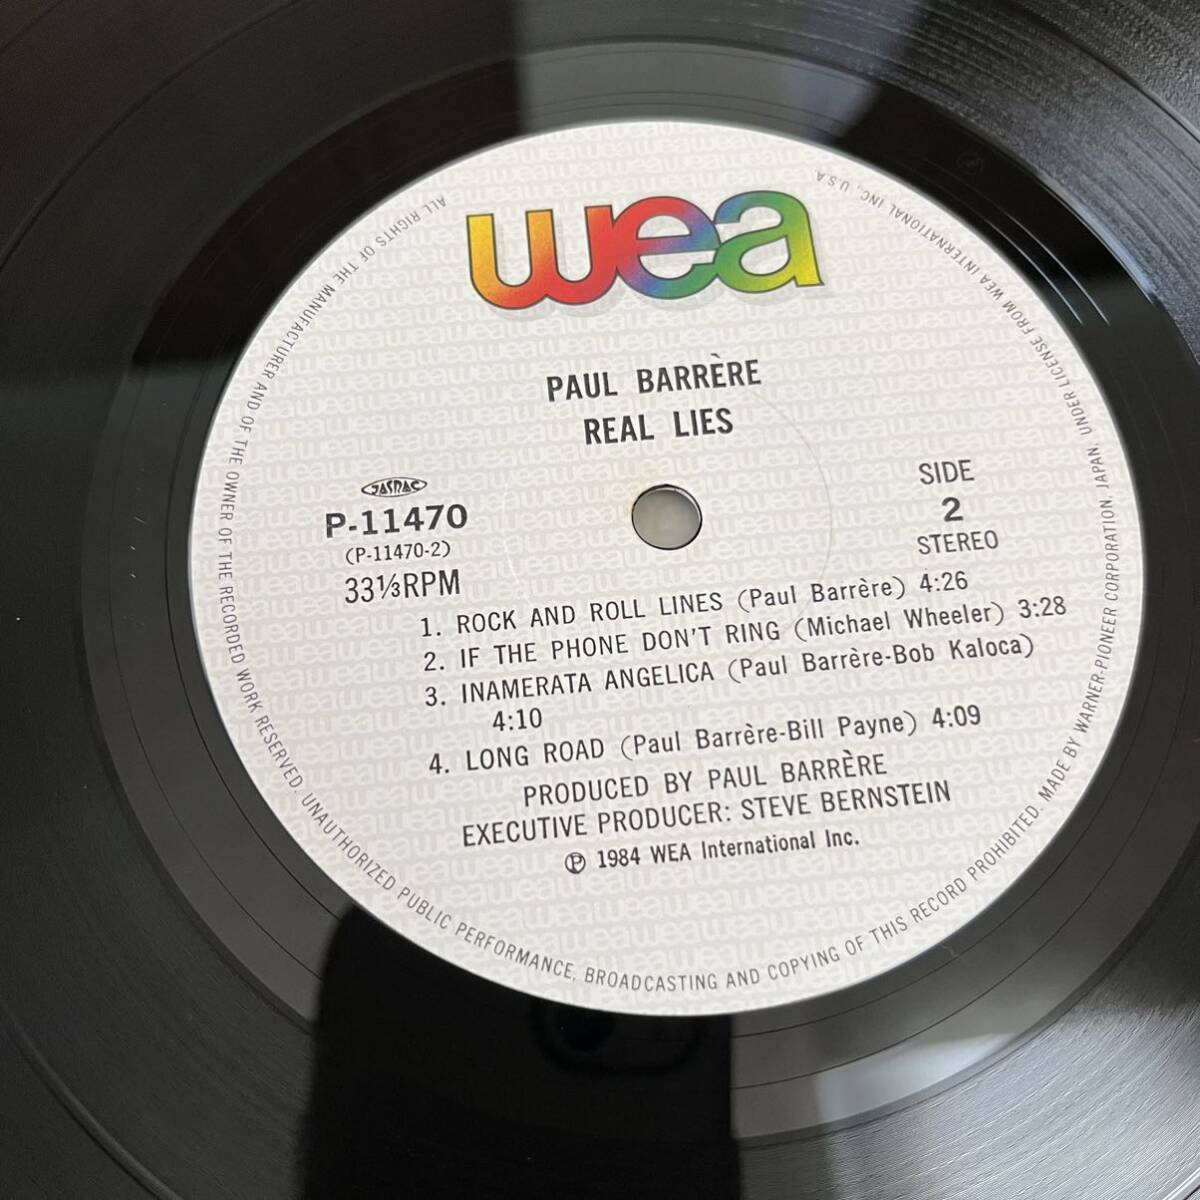 wea
PAUL BARRÈRE
REAL LIES
JASRAC
P-11470
(P-11470-2)
33⅓RPM
SIDE
2
STEREO
1. ROCK AND ROLL LINES (Paul Barrère) 4:26
2. IF THE PHONE DON'T RING (Michael Wheeler) 3:28
3. INAMERATA ANGELICA (Paul Barrère-Bob Kaloca)
4:10
4. LONG ROAD (Paul Barrère-Bill Payne) 4:09
PRODUCED BY PAUL BARRÈRE
EXECUTIVE PRODUCER: STEVE BERNSTEIN
Ⓟ 1984 WEA International Inc.
ALL RIGHTS OF THE MANUFACTURER AND OF THE OWNER OF THE RECORDED WORK RESERVED. UNAUTHORIZED PUBLIC PERFORMANCE, BROADCASTING AND COPYING OF THIS RECORD PROHIBITED. MADE BY WARNER-PIONEER CORPORATION, JAPAN. UNDER LICENSE FROM WEA INTERNATIONAL INC., U.S.A